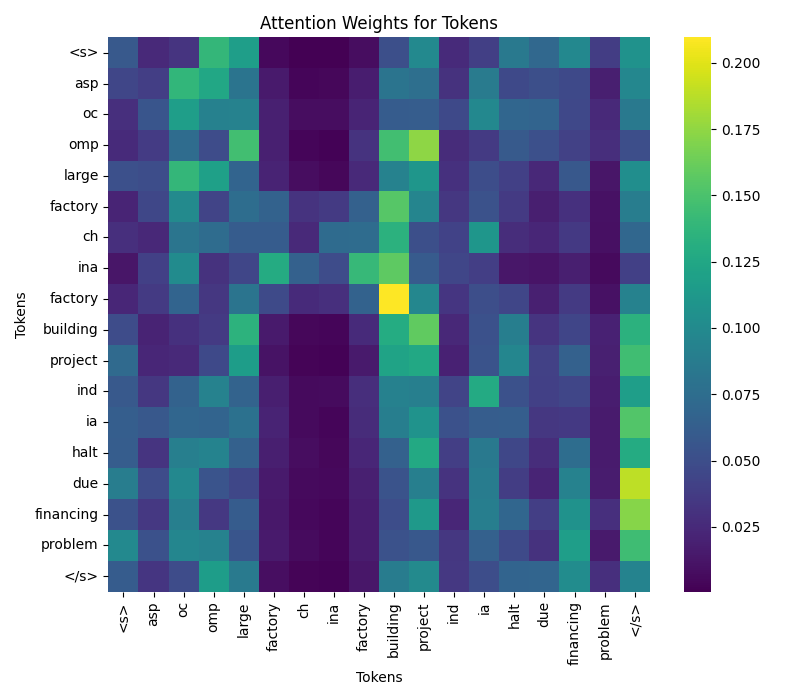 Attention Weights for Tokens
<s>
asp
oc
omp
large
factory
ch
ina
factory
building
project
ind
ia
halt
due
financing
problem
</s>
Tokens
<s>
asp
oc
omp
large
factory
ch
ina
factory
building
project
ind
ia
halt
due
financing
problem
</s>
Tokens
0.200
0.175
0.150
0.125
0.100
0.075
0.050
0.025